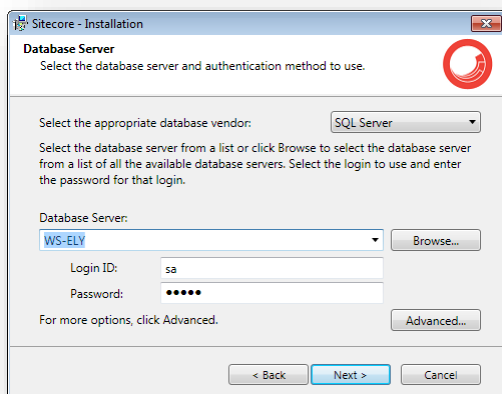 Sitecore - Installation
Database Server
Select the database server and authentication method to use.
Select the appropriate database vendor:
SQL Server
Select the database server from a list or click Browse to select the database server
from a list of all the available database servers. Select the login to use and enter
the password for that login.
Database Server:
WS-ELY
Browse...
Login ID:
sa
Password:
•••••
For more options, click Advanced.
Advanced...
< Back
Next >
Cancel